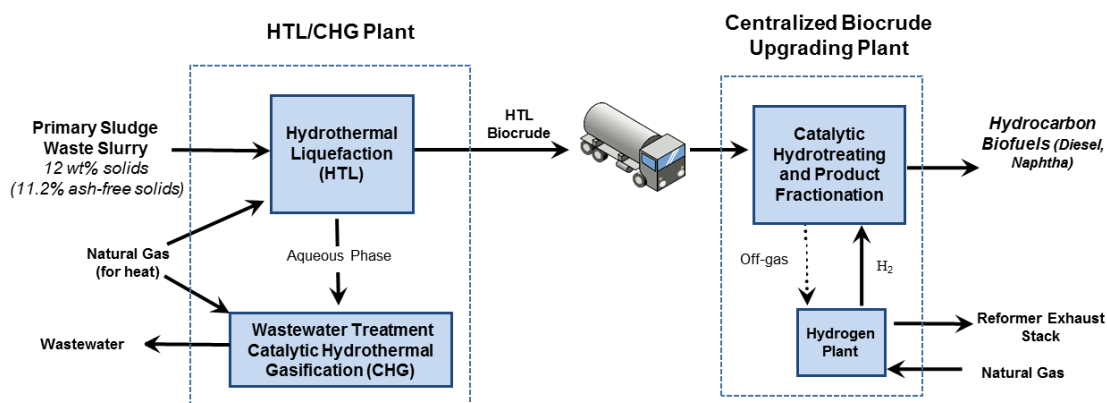 HTL/CHG Plant
Centralized Biocrude
Upgrading Plant
Primary Sludge
Waste Slurry
12 wt% solids
(11.2% ash-free solids)
Hydrothermal
Liquefaction
(HTL)
HTL
Biocrude
Catalytic
Hydrotreating
and Product
Fractionation
Hydrocarbon
Biofuels (Diesel,
Naphtha)
Natural Gas
(for heat)
Aqueous Phase
Off-gas
H2
Wastewater
Wastewater Treatment
Catalytic Hydrothermal
Gasification (CHG)
Hydrogen
Plant
Reformer Exhaust
Stack
Natural Gas